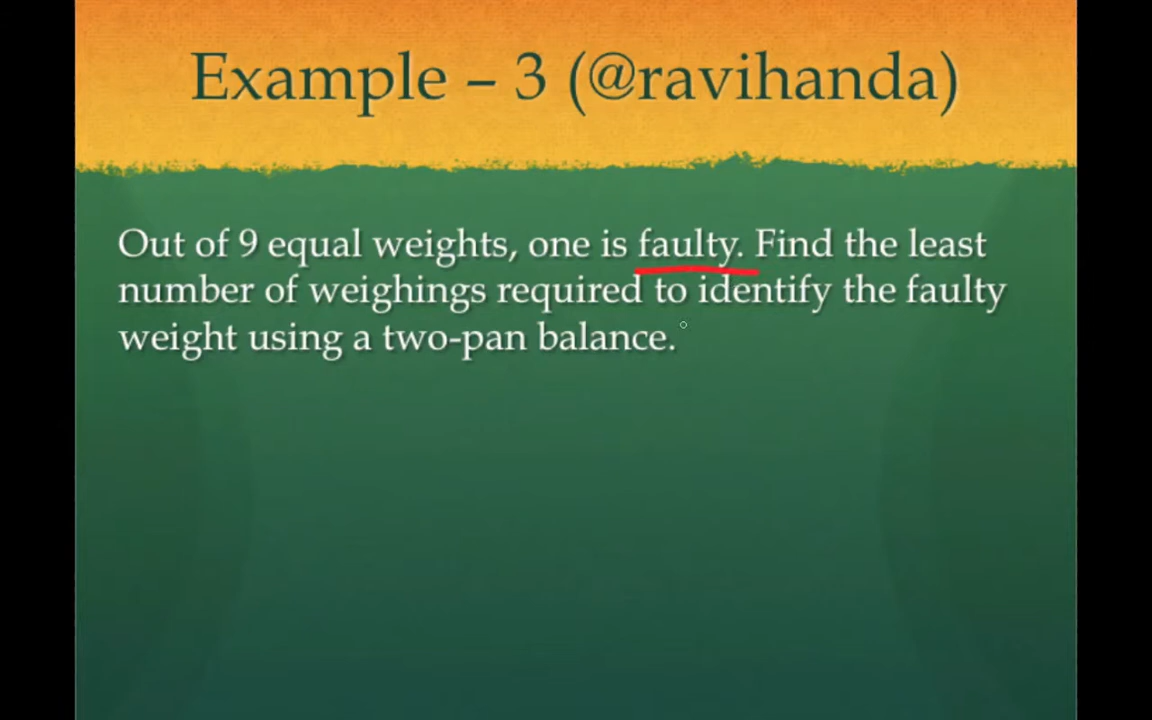 Example – 3 (@ravihanda)
Out of 9 equal weights, one is faulty. Find the least
number of weighings required to identify the faulty
weight using a two-pan balance.